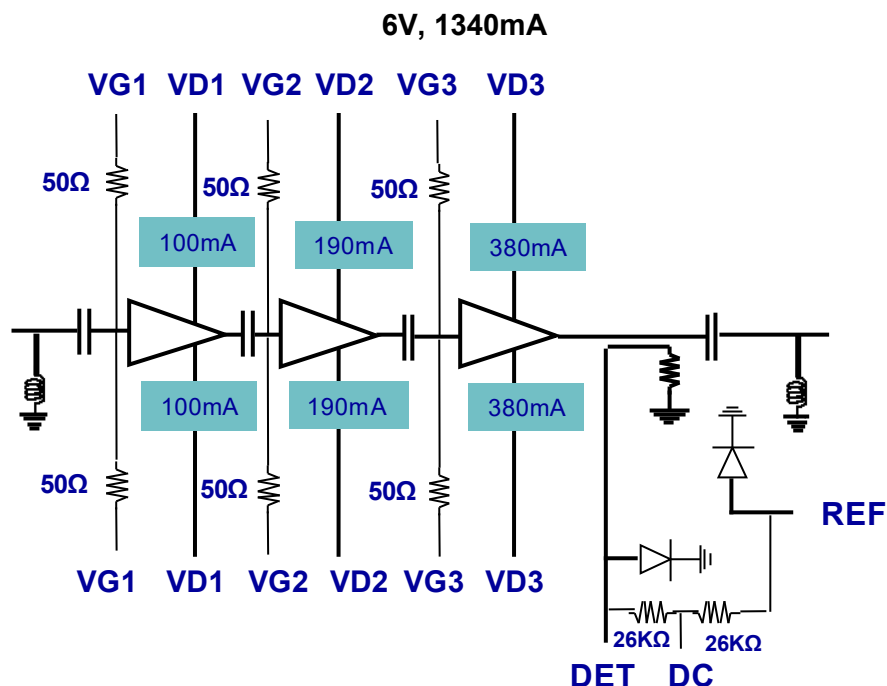 6V, 1340mA
VG1 VD1 VG2 VD2 VG3 VD3
50Ω 50Ω 50Ω
100mA 190mA 380mA
100mA 190mA 380mA
50Ω 50Ω 50Ω
REF
VG1 VD1 VG2 VD2 VG3 VD3
26KΩ 26KΩ
DET DC